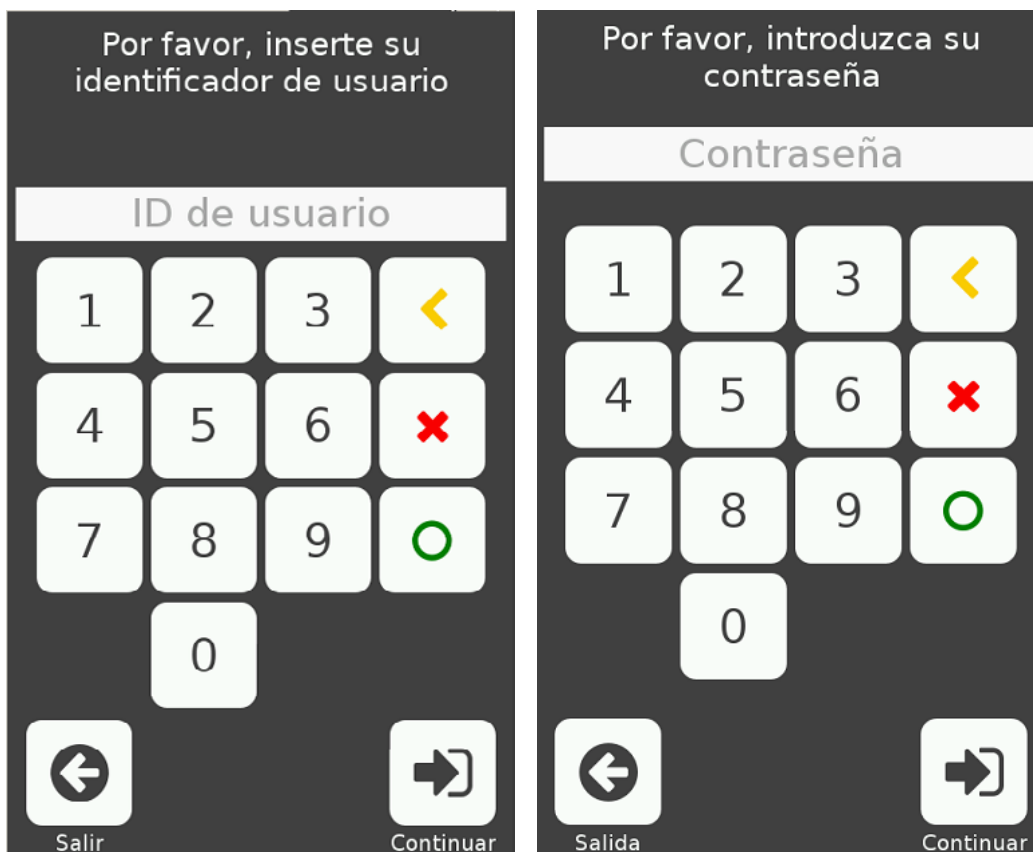 Por favor, inserte su
identificador de usuario
ID de usuario
1 2 3
4 5 6
7 8 9
0
Salir Continuar
Por favor, introduzca su
contraseña
Contraseña
1 2 3
4 5 6
7 8 9
0
Salida Continuar